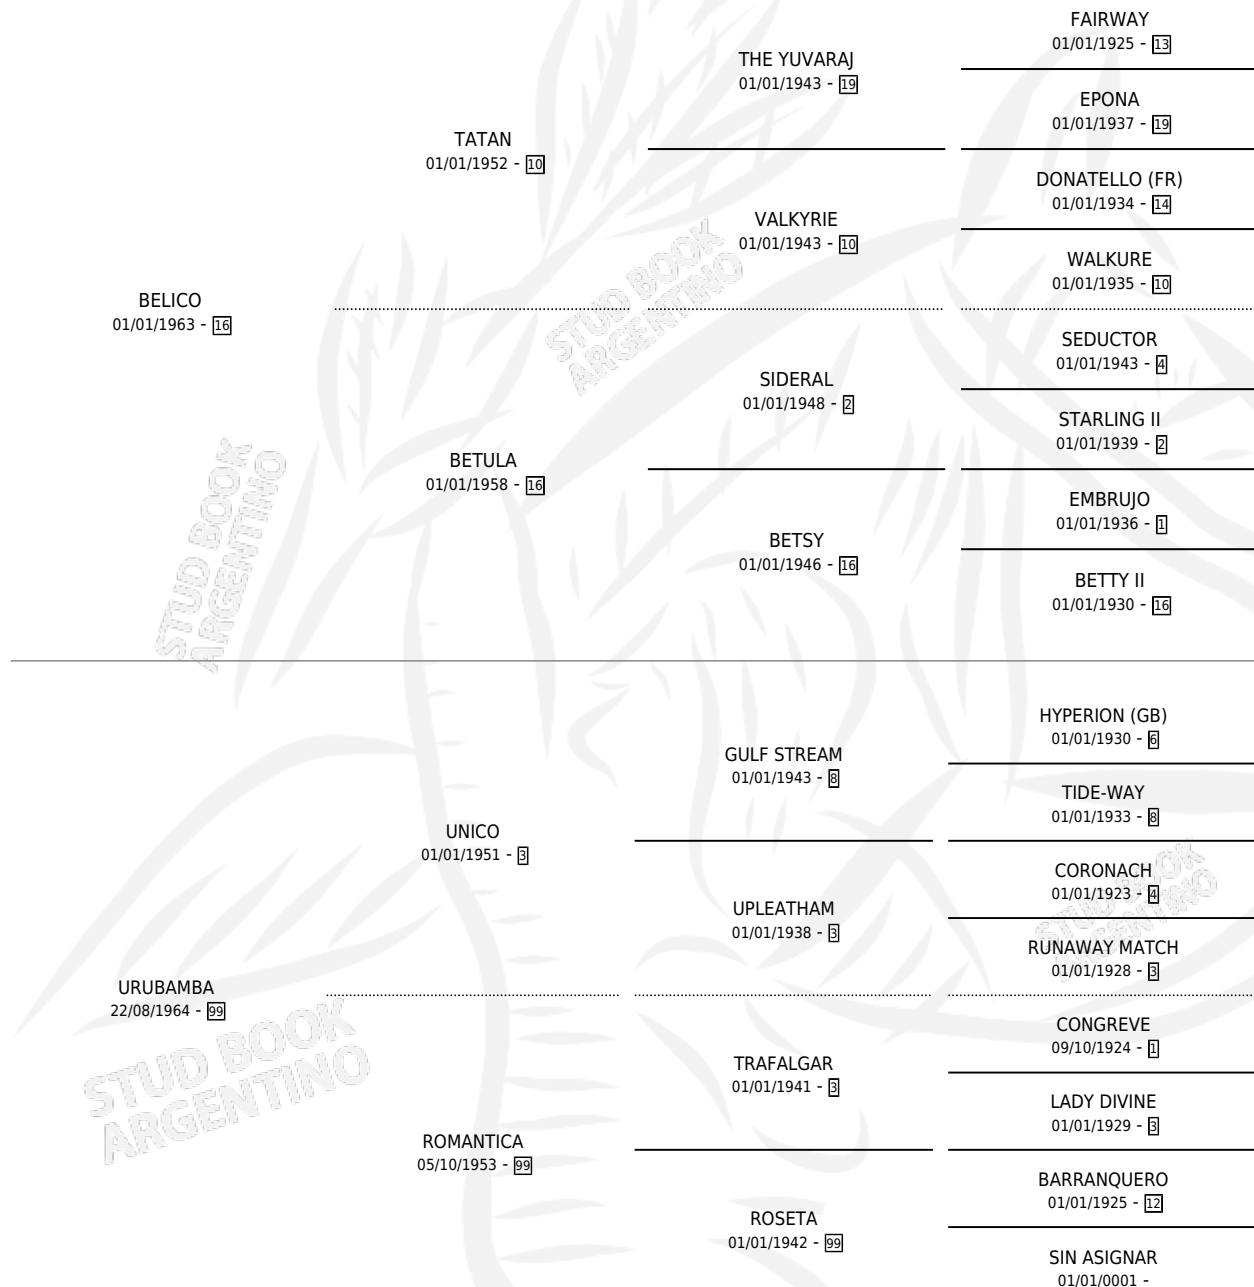 FAIRWAY
01/01/1925 - 13
THE YUVARAJ
01/01/1943 - 19
EPONA
01/01/1937 - 19
TATAN
01/01/1952 - 10
DONATELLO (FR)
01/01/1934 - 14
VALKYRIE
01/01/1943 - 10
WALKURE
01/01/1935 - 10
BELICO
01/01/1963 - 16
STUD BOOK
ARGENTINO
SEDUCTOR
01/01/1943 - 4
SIDERAL
01/01/1948 - 2
STARLING II
01/01/1939 - 2
BETULA
01/01/1958 - 16
EMBRUJO
01/01/1936 - 1
BETSY
01/01/1946 - 16
BETTY II
01/01/1930 - 16
STUD BOOK
ARGENTINO
HYPERION (GB)
01/01/1930 - 6
GULF STREAM
01/01/1943 - 8
TIDE-WAY
01/01/1933 - 8
UNICO
01/01/1951 - 3
CORONACH
01/01/1923 - 4
UPLEATHAM
01/01/1938 - 3
STUD BOOK
ARGENTINO
RUNAWAY MATCH
01/01/1928 - 3
URUBAMBA
22/08/1964 - 99
STUD BOOK
ARGENTINO
CONGREVE
09/10/1924 - 1
TRAFALGAR
01/01/1941 - 3
LADY DIVINE
01/01/1929 - 3
ROMANTICA
05/10/1953 - 99
BARRANQUERO
01/01/1925 - 12
ROSETA
01/01/1942 - 99
SIN ASIGNAR
01/01/0001 -